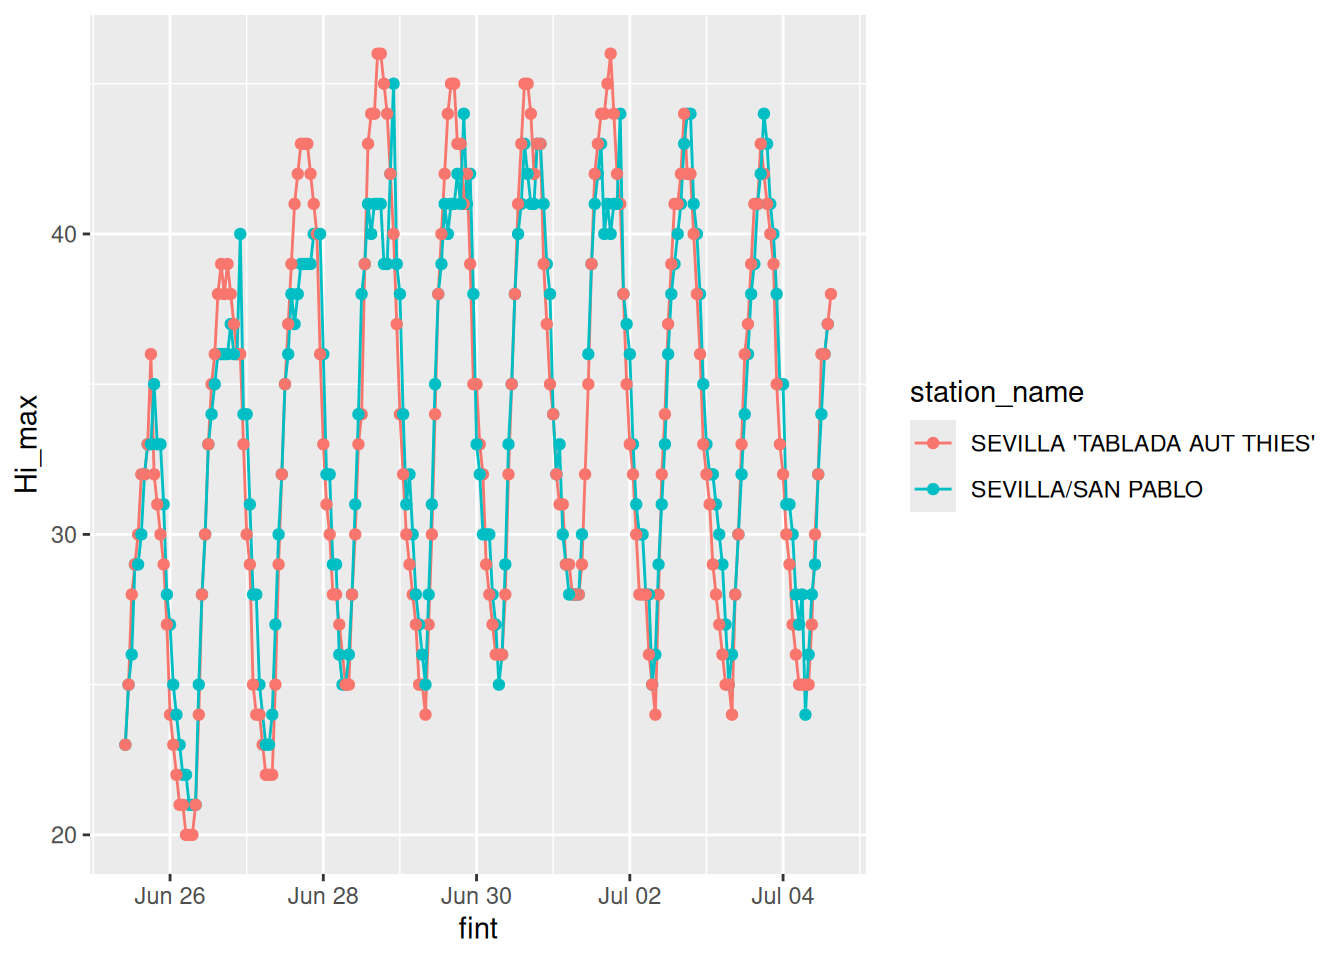 40
30
20
Hi_max
Jun 26
Jun 28
Jun 30
Jul 02
Jul 04
fint
station_name
SEVILLA 'TABLADA AUT THIES'
SEVILLA/SAN PABLO